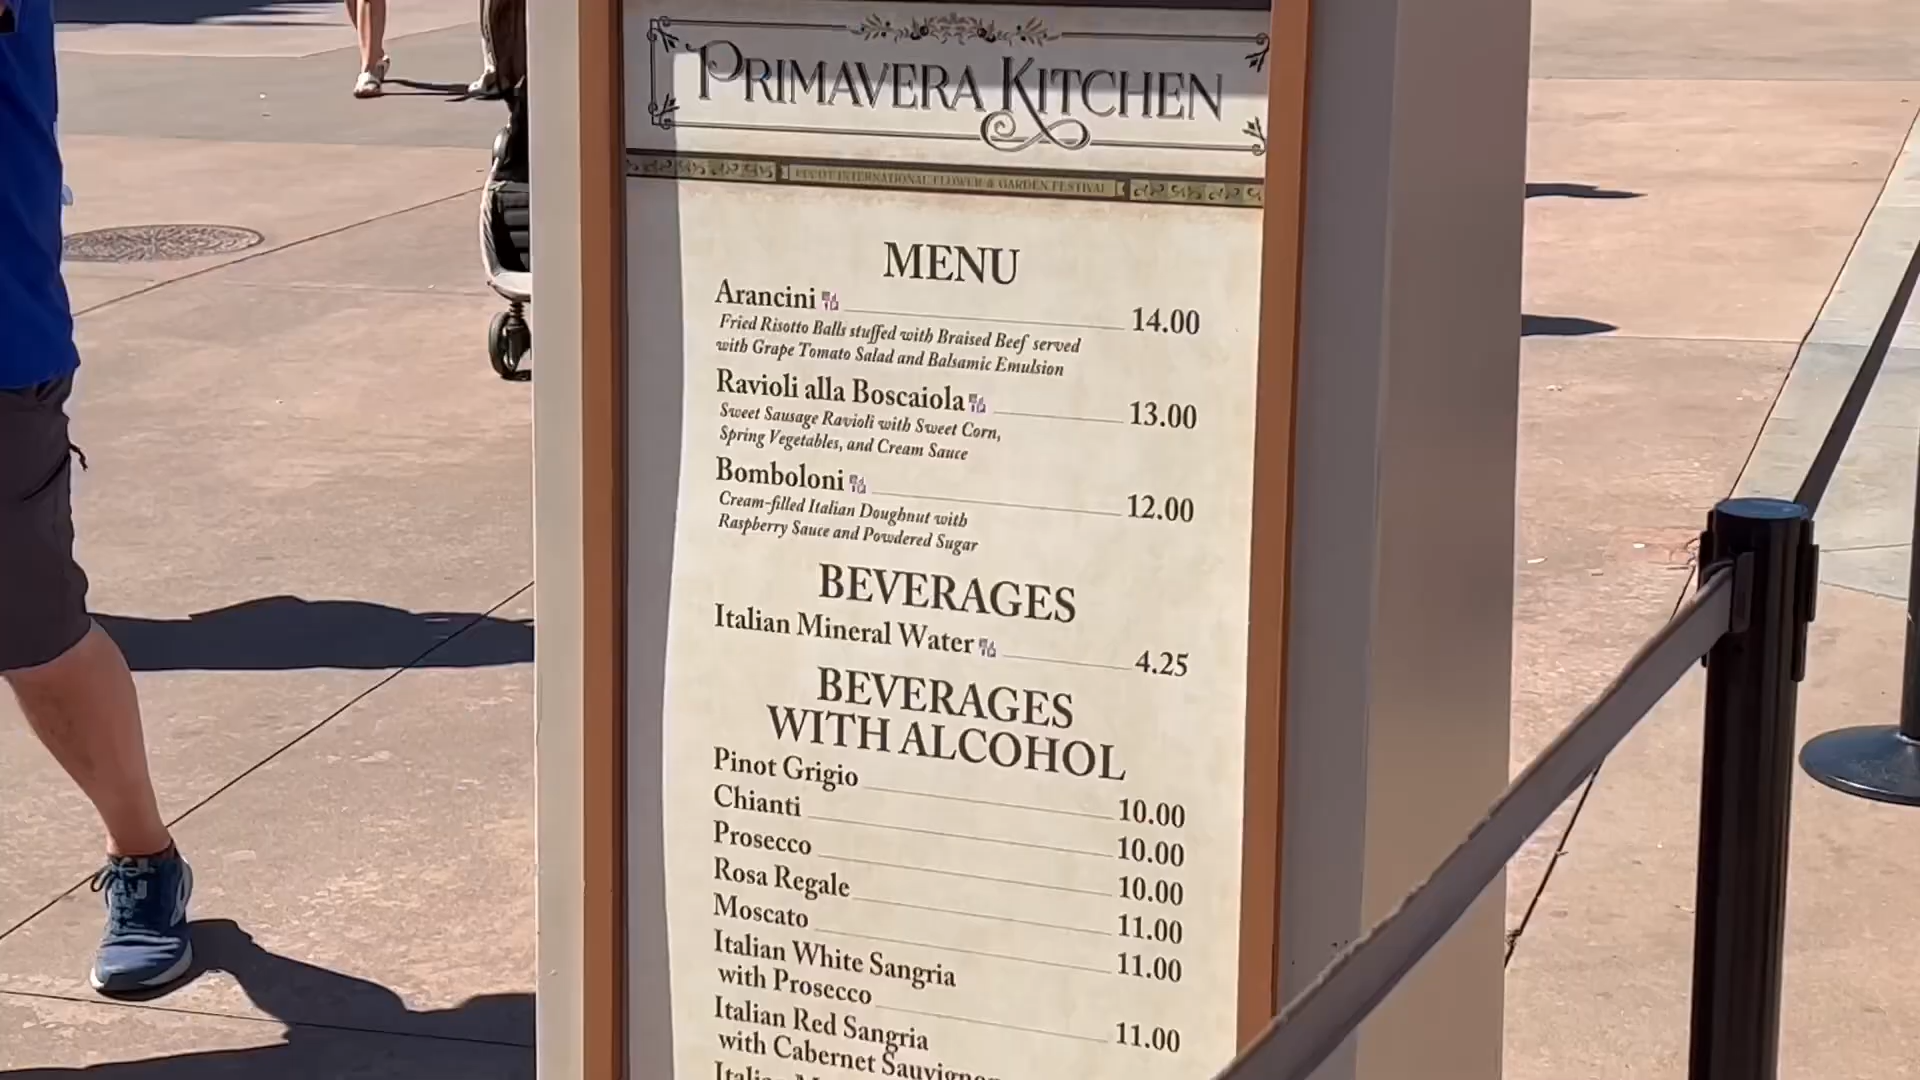 PRIMAVERA KITCHEN
EPCOT INTERNATIONAL FLOWER & GARDEN FESTIVAL
MENU
Arancini 14.00
Fried Risotto Balls stuffed with Braised Beef served
with Grape Tomato Salad and Balsamic Emulsion
Ravioli alla Boscaiola 13.00
Sweet Sausage Ravioli with Sweet Corn,
Spring Vegetables, and Cream Sauce
Bomboloni 12.00
Cream-filled Italian Doughnut with
Raspberry Sauce and Powdered Sugar
BEVERAGES
Italian Mineral Water 4.25
BEVERAGES
WITH ALCOHOL
Pinot Grigio 10.00
Chianti 10.00
Prosecco 10.00
Rosa Regale 11.00
Moscato 11.00
Italian White Sangria
with Prosecco 11.00
Italian Red Sangria
with Cabernet